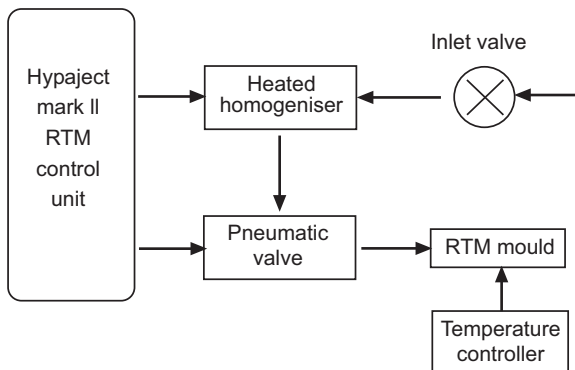 Hypaject
mark II
RTM
control
unit
Heated
homogeniser
Inlet valve
Pneumatic
valve
RTM mould
Temperature
controller